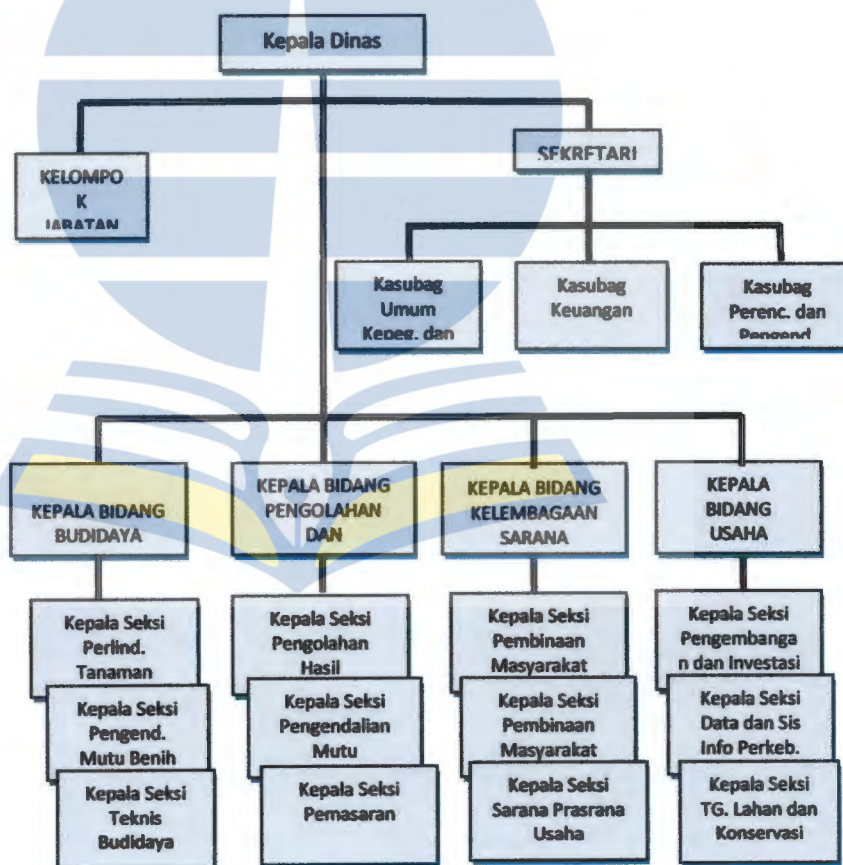 Kepala Dinas
KELOMPO
K
JABATAN
SEKRETARI
Kasubag
Umum
Kepeg. dan
Kasubag
Keuangan
Kasubag
Perenc. dan
Pengend
KEPALA BIDANG
BUDIDAYA
KEPALA BIDANG
PENGOLAHAN
DAN
KEPALA BIDANG
KELEMBAGAAN
SARANA
KEPALA
BIDANG
USAHA
Kepala Seksi
Perlind.
Tanaman
Kepala Seksi
Pengend.
Mutu Benih
Kepala Seksi
Teknis
Budidaya
Kepala Seksi
Pengolahan
Hasil
Kepala Seksi
Pengendalian
Mutu
Kepala Seksi
Pemasaran
Kepala Seksi
Pembinaan
Masyarakat
Kepala Seksi
Pembinaan
Masyarakat
Kepala Seksi
Sarana Prasrana
Usaha
Kepala Seksi
Pengembanga
n dan Investasi
Kepala Seksi
Data dan Sis
Info Perkeb.
Kepala Seksi
TG. Lahan dan
Konservasi